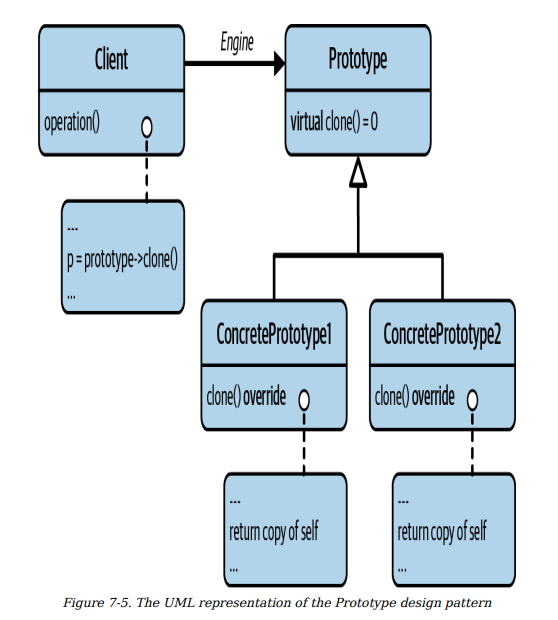 Client
operation()
Engine
Prototype
virtual clone() = 0
---
p = prototype->clone()
...
ConcretePrototype1
clone() override
ConcretePrototype2
clone() override
---
return copy of self
...
---
return copy of self
...
Figure 7-5. The UML representation of the Prototype design pattern